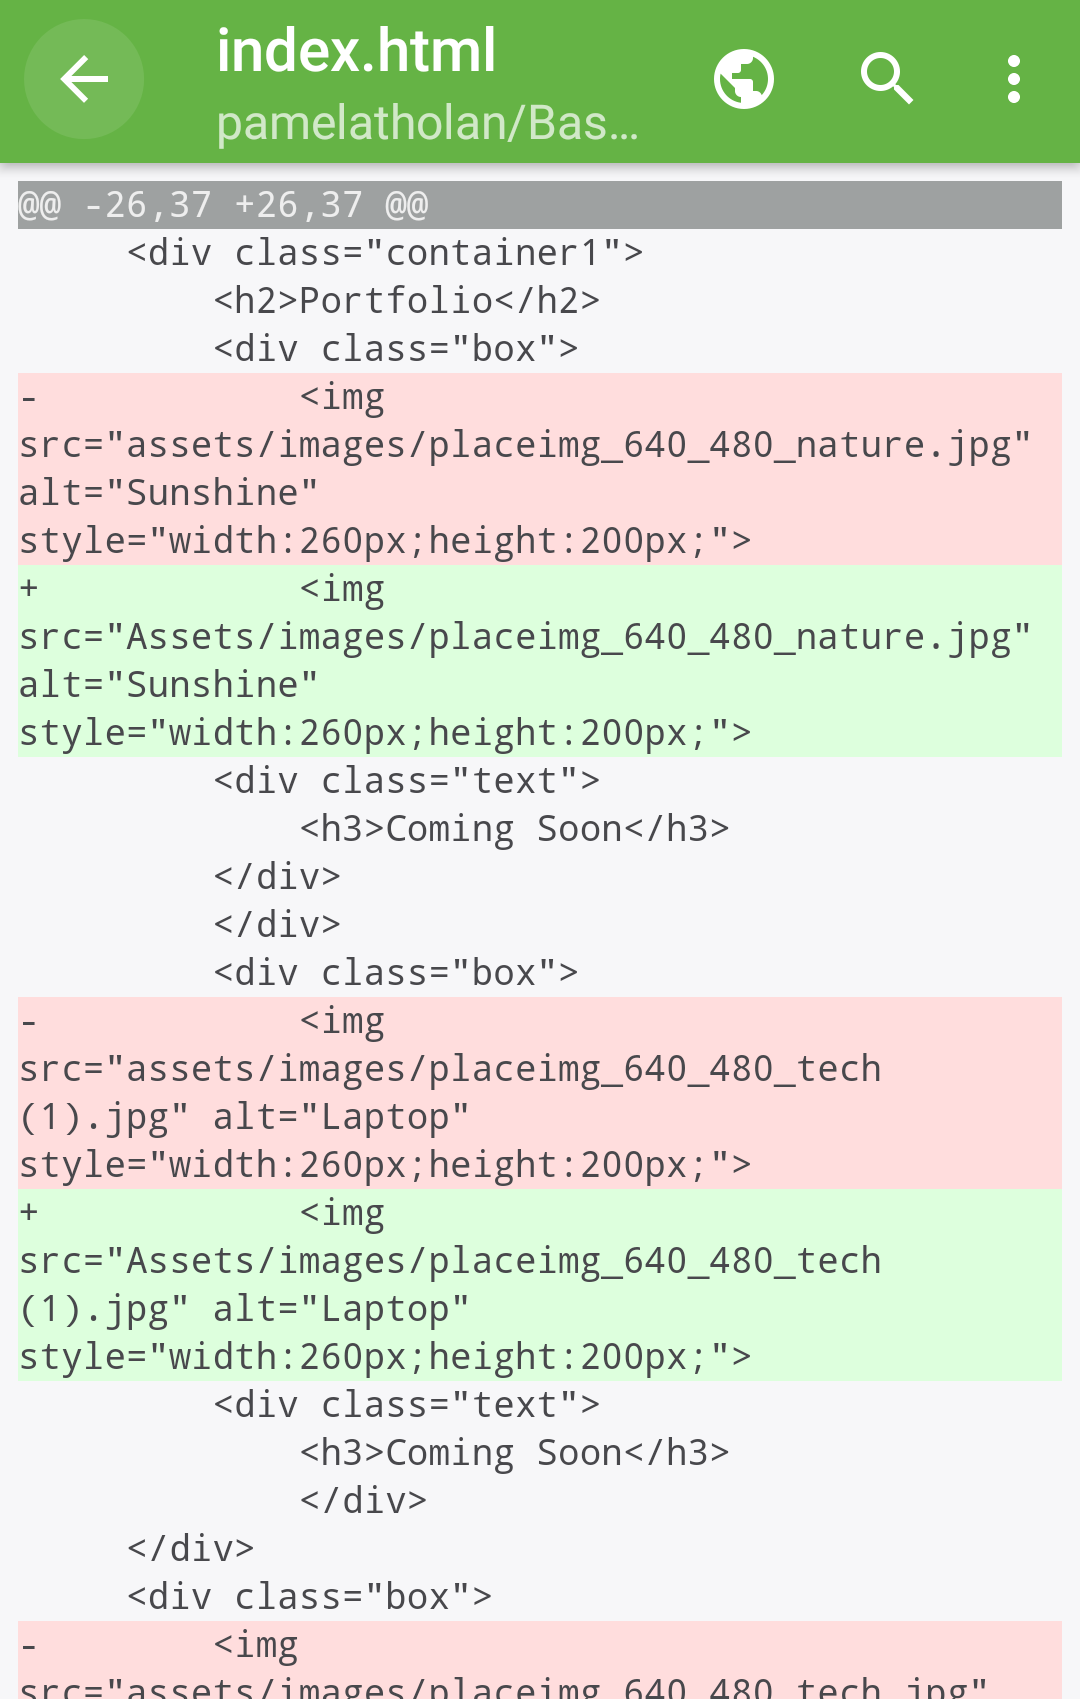 index.html
pamelatholan/Bas...
@@ -26,37 +26,37 @@
<div class="container1">
<h2>Portfolio</h2>
<div class="box">
- <img
src="assets/images/placeimg_640_480_nature.jpg"
alt="Sunshine"
style="width:260px;height:200px;">
+ <img
src="Assets/images/placeimg_640_480_nature.jpg"
alt="Sunshine"
style="width:260px;height:200px;">
<div class="text">
<h3>Coming Soon</h3>
</div>
</div>
<div class="box">
- <img
src="assets/images/placeimg_640_480_tech
(1).jpg" alt="Laptop"
style="width:260px;height:200px;">
+ <img
src="Assets/images/placeimg_640_480_tech
(1).jpg" alt="Laptop"
style="width:260px;height:200px;">
<div class="text">
<h3>Coming Soon</h3>
</div>
</div>
<div class="box">
- <img
src="assets/images/placeimg_640_480_tech.jpg"